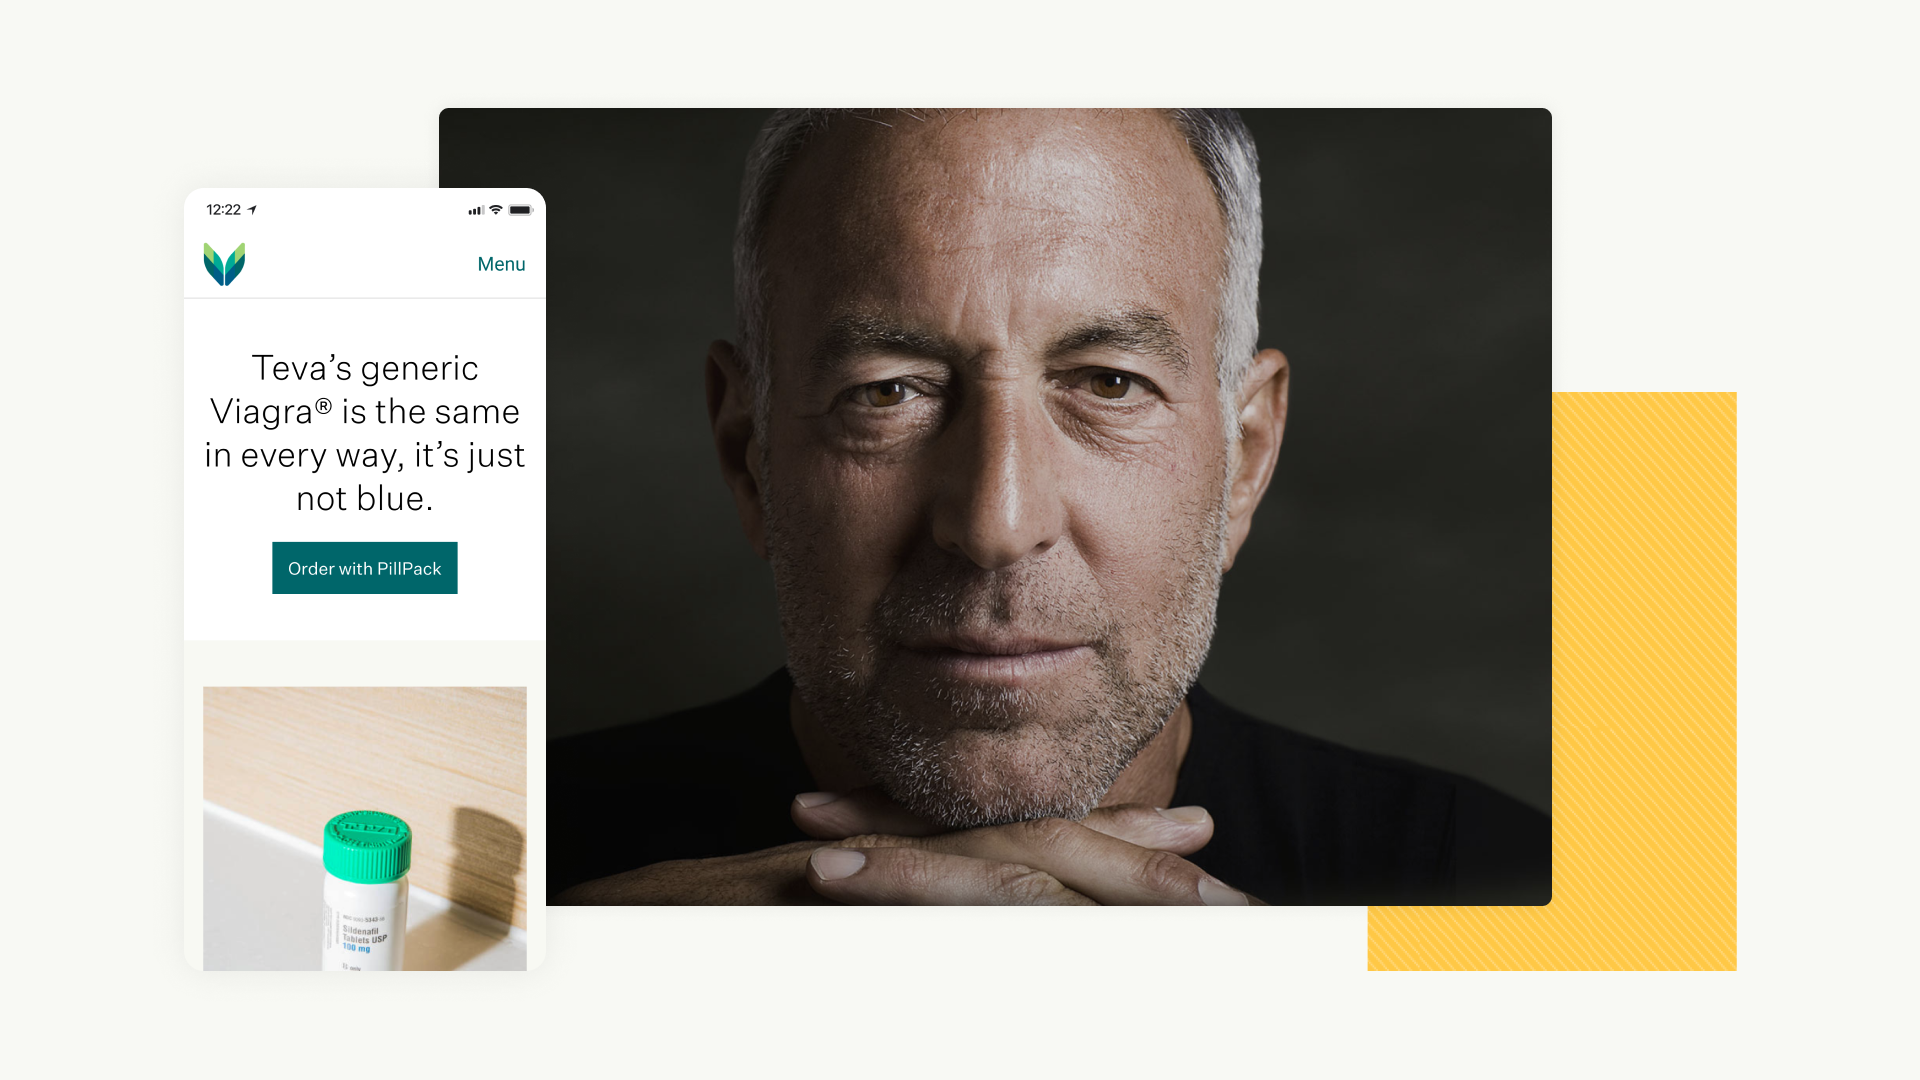 12:22
Menu
Teva’s generic
Viagra® is the same
in every way, it’s just
not blue.
Order with PillPack
Sildenafil
Tablets USP
100 mg